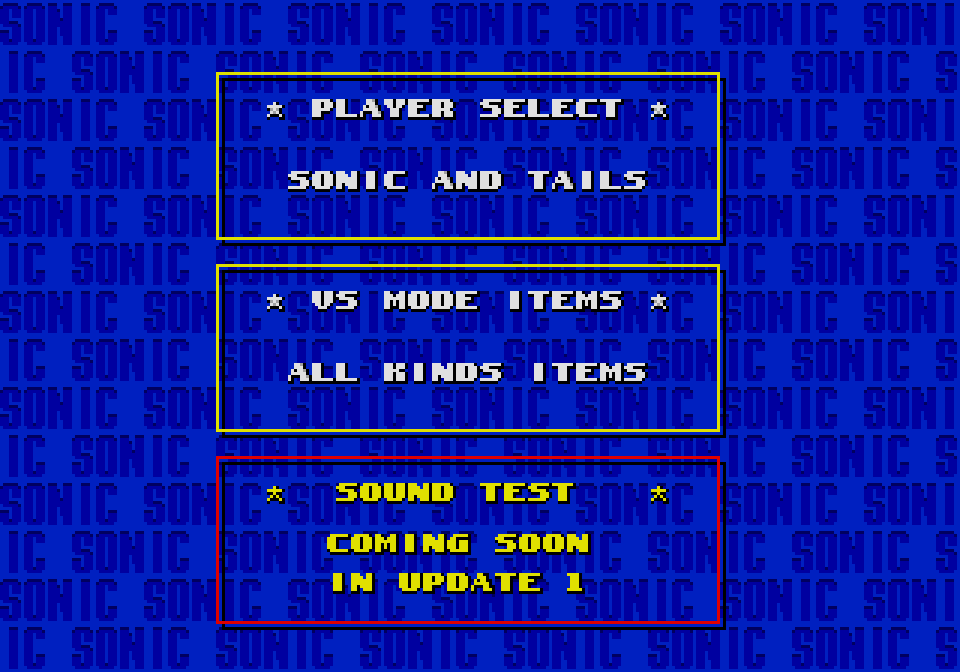 * PLAYER SELECT *
SONIC AND TAILS
* VS MODE ITEMS *
ALL KINDS ITEMS
* SOUND TEST *
COMING SOON
IN UPDATE 1